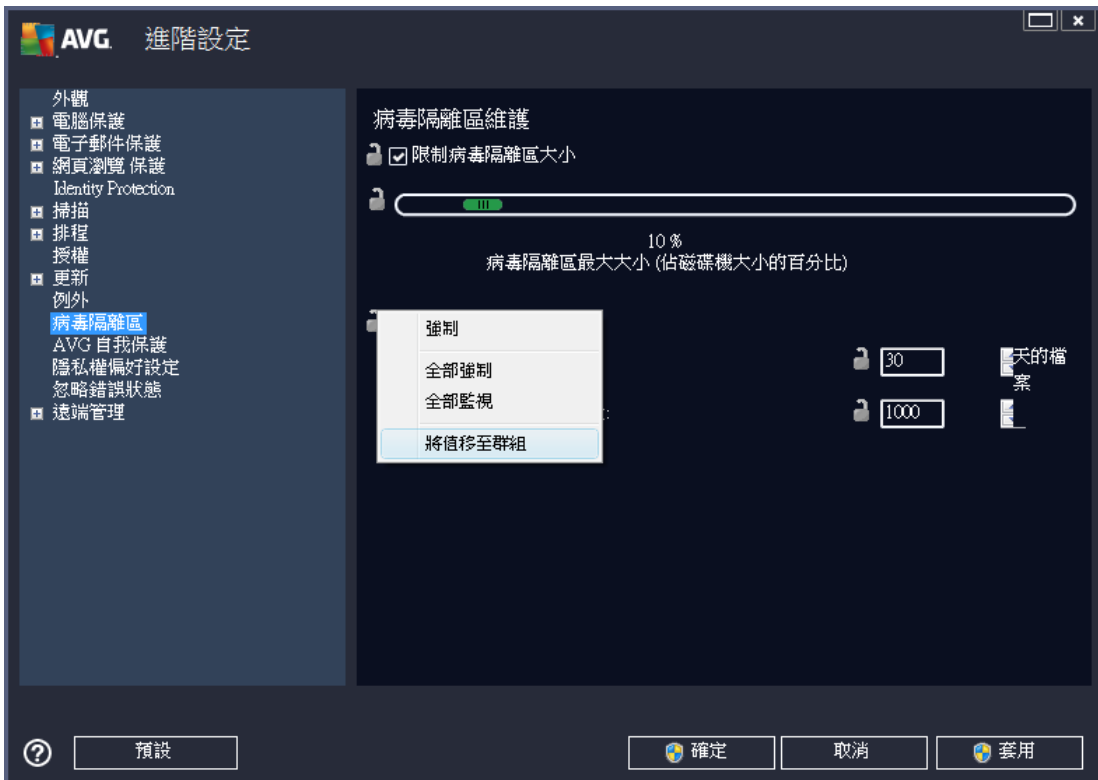 AVG. 進階設定
外觀
電腦保護
電子郵件保護
網頁瀏覽 保護
Identity Protection
掃描
排程
授權
更新
例外
病毒隔離區
AVG 自我保護
隱私權偏好設定
忽略錯誤狀態
遠端管理
病毒隔離區維護
限制病毒隔離區大小
10 %
病毒隔離區最大大小 (佔磁碟機大小的百分比)
強制
全部強制
全部監視
將值移至群組
30 天的檔
案
: 1000
預設
確定
取消
套用